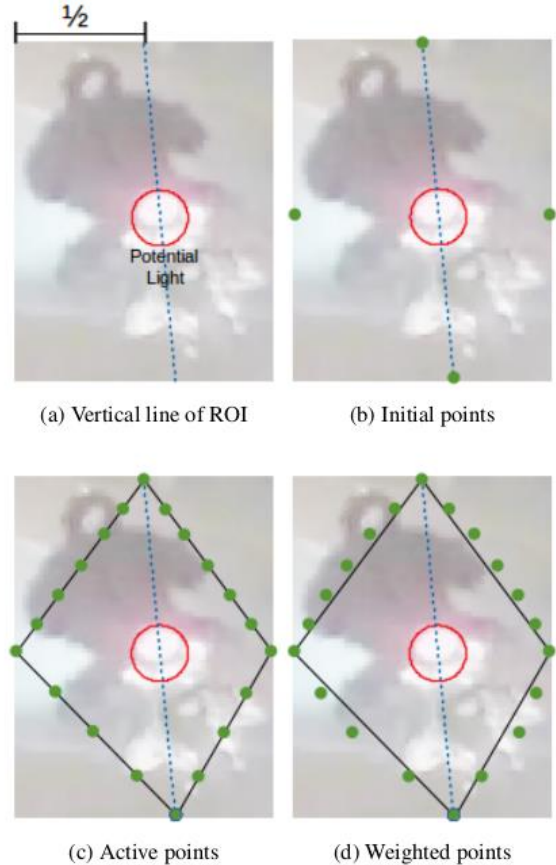 ½
Potential
Light
(a) Vertical line of ROI
(b) Initial points
(c) Active points
(d) Weighted points